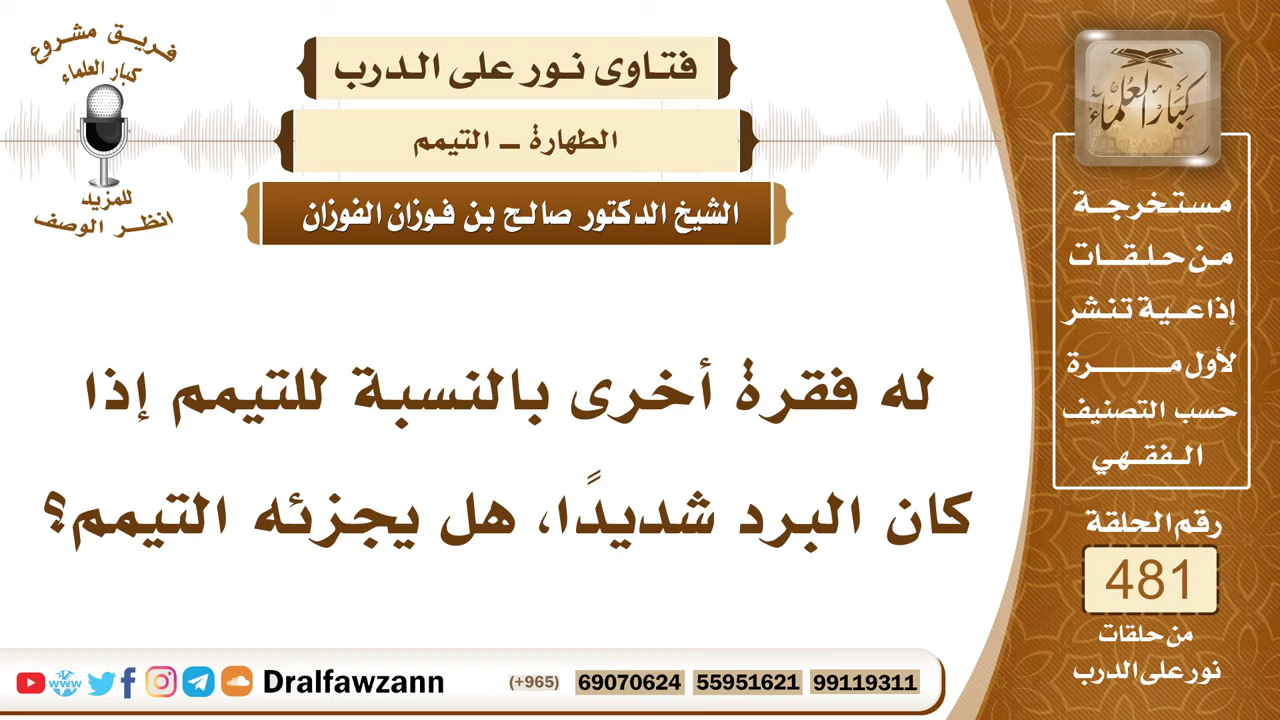 فريق مشروع
كبار العلماء
للمزيد
انظر الوصف
فتاوى نور على الدرب
الطهارة – التيمم
الشيخ الدكتور صالح بن فوزان الفوزان
له فقرة أخرى بالنسبة للتيمم إذا
كان البرد شديدًا، هل يجزئه التيمم؟
كبار العلماء
مستخرجة
من حلقات
إذاعية تنشر
لأول مرة
حسب التصنيف
الفقهي
رقم الحلقة
481
من حلقات
نور على الدرب
www Dralfawzann (+965) 69070624 55951621 99119311